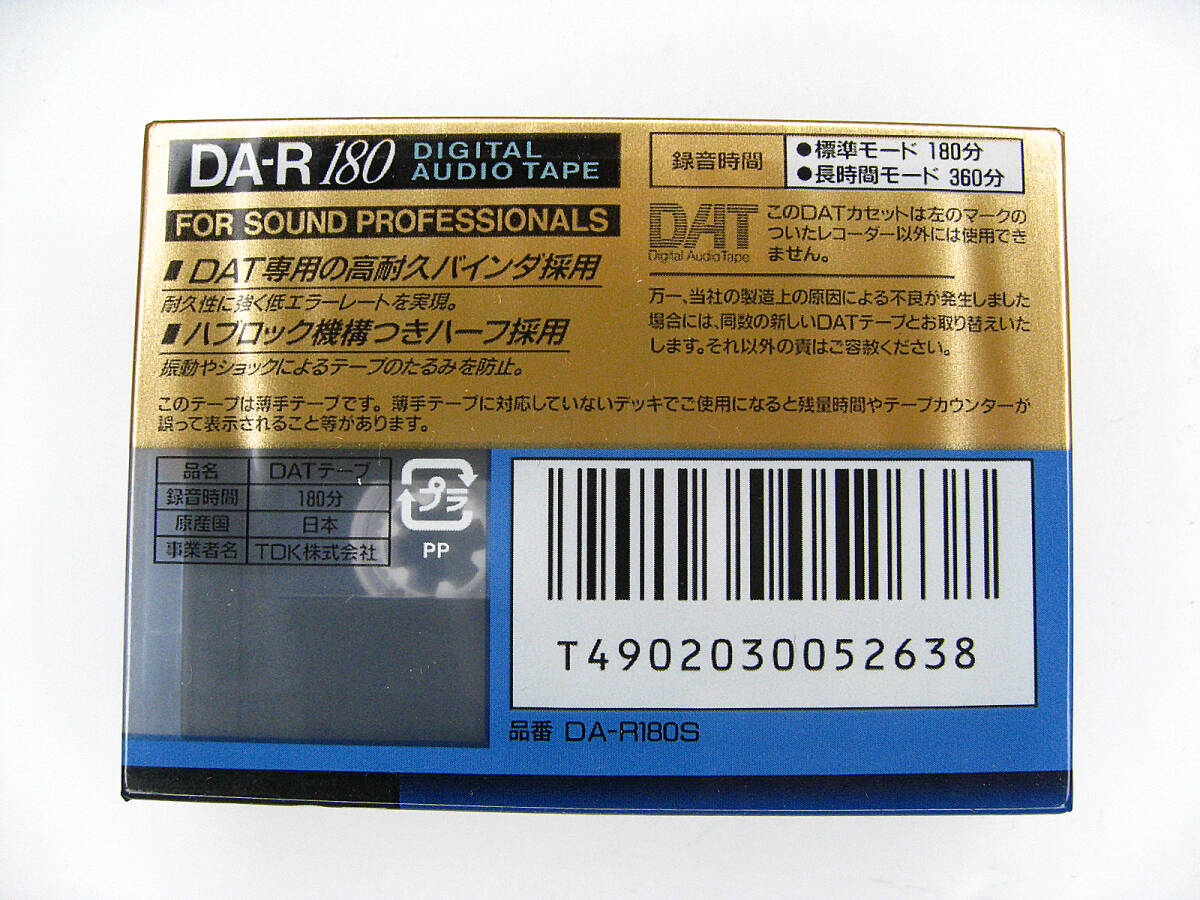 DA-R 180 DIGITAL AUDIO TAPE
FOR SOUND PROFESSIONALS
■ DAT専用の高耐久バインダ採用
耐久性に強く低エラーレートを実現。
■ ハブロック機構つきハーフ採用
振動やショックによるテープのたるみを防止。
録音時間
●標準モード 180分
●長時間モード 360分
DAT
Digital Audio Tape
このDATカセットは左のマークの
ついたレコーダー以外には使用でき
ません。
万一、当社の製造上の原因による不良が発生しました
場合には、同数の新しいDATテープとお取り替えいた
します。それ以外の責はご容赦ください。
このテープは薄手テープです。薄手テープに対応していないデッキでご使用になると残量時間やテープカウンターが
誤って表示されること等があります。
品名 DATテープ
録音時間 180分
原産国 日本
事業者名 TDK株式会社
プラ
PP
T4902030052638
品番 DA-R180S